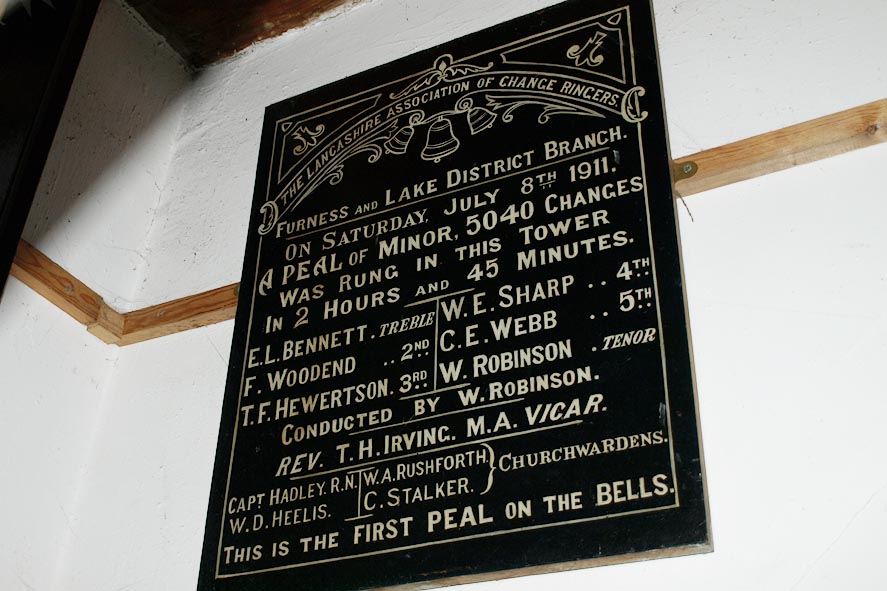 THE LANCASHIRE ASSOCIATION OF CHANGE RINGERS
FURNESS AND LAKE DISTRICT BRANCH.
ON SATURDAY, JULY 8TH 1911.
A PEAL OF MINOR, 5040 CHANGES
WAS RUNG IN THIS TOWER
IN 2 HOURS AND 45 MINUTES.
E.L. BENNETT. TREBLE
F. WOODEND .. 2ND
T.F. HEWERTSON. 3RD
W.E. SHARP .. 4TH
C.E. WEBB .. 5TH
W. ROBINSON . TENOR
CONDUCTED BY W. ROBINSON.
REV. T.H. IRVING. M.A. VICAR.
CAPT HADLEY. R.N.
W.D. HEELIS.
W.A. RUSHFORTH.
C. STALKER.
CHURCHWARDENS.
THIS IS THE FIRST PEAL ON THE BELLS.